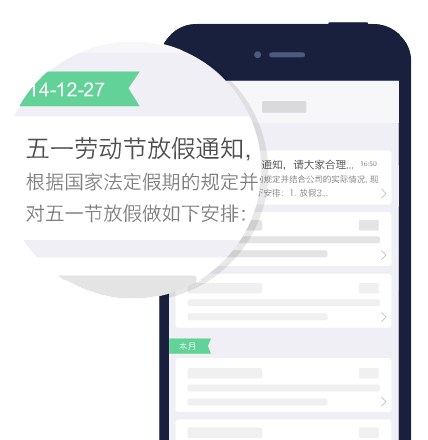 14-12-27
五一劳动节放假通知，
根据国家法定假期的规定并
对五一节放假做如下安排：
通知，请大家合理... 16:50
规定并结合公司的实际情况, 现
安排：1. 放假2...
本月